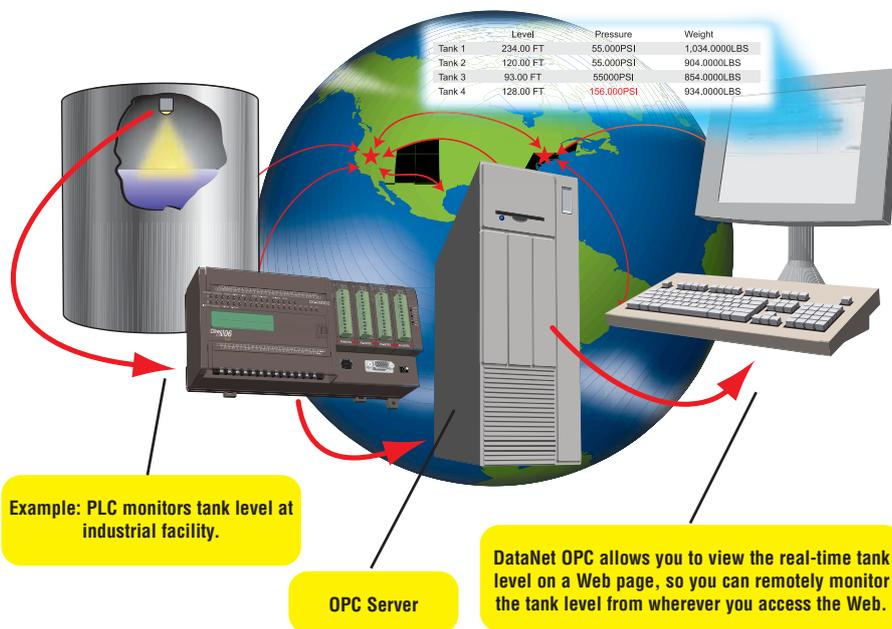 Level Pressure Weight
Tank 1 234.00 FT 55.000PSI 1,034.0000LBS
Tank 2 120.00 FT 55.000PSI 904.0000LBS
Tank 3 93.00 FT 55000PSI 854.0000LBS
Tank 4 128.00 FT 156.000PSI 934.0000LBS
Example: PLC monitors tank level at
industrial facility.
OPC Server
DataNet OPC allows you to view the real-time tank
level on a Web page, so you can remotely monitor
the tank level from wherever you access the Web.